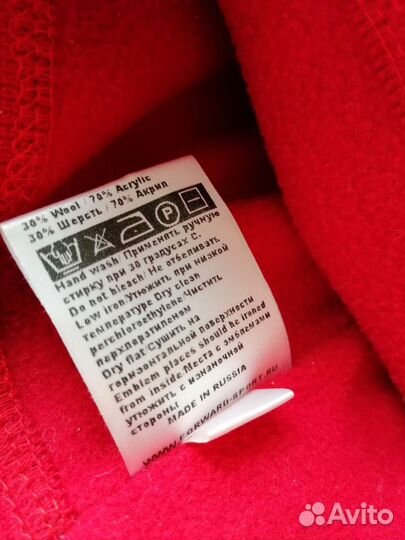 30% Wool / 70% Acrylic
30% Шерсть / 70% Акрил
P
Hand wash Применять ручную
стирку при 30 градусах С.
Do not bleach/ Не отбеливать
Low iron Утюжить при низкой
температуре Dry clean
perchloroethylene Чистить
перхлорэтиленом
Dry flat Сушить на
горизонтальной поверхности
Emblem places should be ironed
from inside.Места с эмблемами
утюжить с изнаночной
стороны
MADE IN RUSSIA
WWW.FORWARD-SPORT.RU
Avito